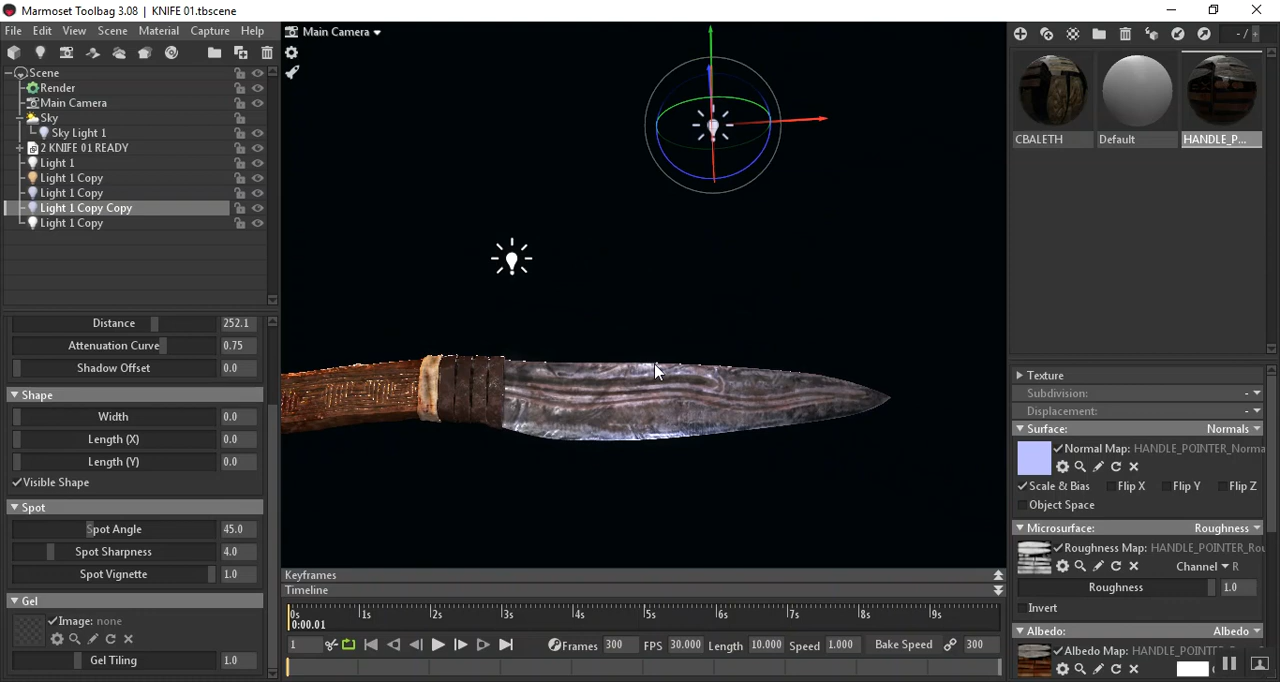 Marmoset Toolbag 3.08 | KNIFE 01.tbscene
File Edit View Scene Material Capture Help
Main Camera
- / +
Scene
Render
Main Camera
Sky
Sky Light 1
2 KNIFE 01 READY
Light 1
Light 1 Copy
Light 1 Copy
Light 1 Copy Copy
Light 1 Copy
CBALETH Default HANDLE_P...
Distance 252.1
Attenuation Curve 0.75
Shadow Offset 0.0
Shape
Width 0.0
Length (X) 0.0
Length (Y) 0.0
Visible Shape
Spot
Spot Angle 45.0
Spot Sharpness 4.0
Spot Vignette 1.0
Gel
Image: none
Gel Tiling 1.0
Texture
Subdivision: -
Displacement: -
Surface: Normals
Normal Map: HANDLE_POINTER_Norma
Scale & Bias Flip X Flip Y Flip Z
Object Space
Microsurface: Roughness
Roughness Map: HANDLE_POINTER_Rou
Channel R
Roughness 1.0
Invert
Albedo: Albedo
Albedo Map: HANDLE_POINTER
Keyframes
Timeline
0s 1s 2s 3s 4s 5s 6s 7s 8s 9s
0:00.01
1 Frames 300 FPS 30.000 Length 10.000 Speed 1.000 Bake Speed 300